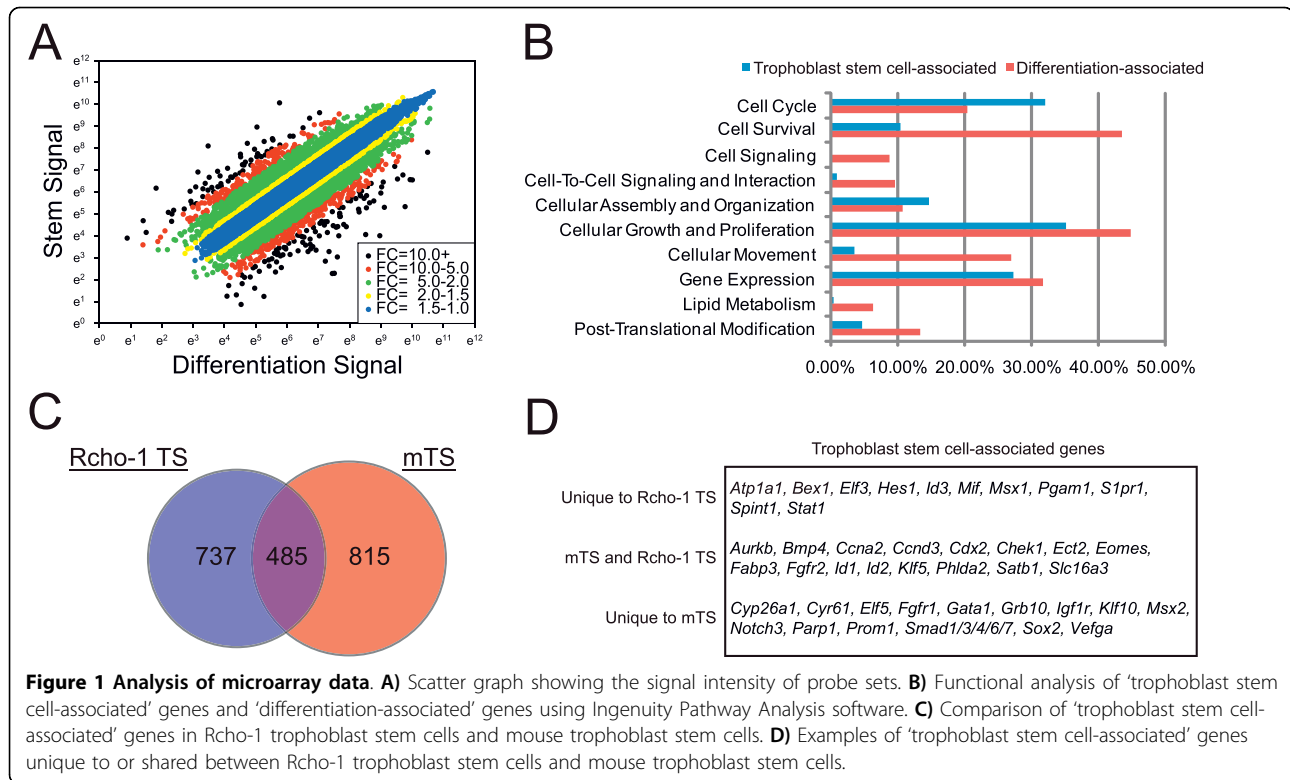 A
Stem Signal
e12
e11
e10
e9
e8
e7
e6
e5
e4
e3
e2
e1
e0
FC=10.0+
FC=10.0-5.0
FC= 5.0-2.0
FC= 2.0-1.5
FC= 1.5-1.0
e0 e1 e2 e3 e4 e5 e6 e7 e8 e9 e10 e11 e12
Differentiation Signal
B
Trophoblast stem cell-associated Differentiation-associated
Cell Cycle
Cell Survival
Cell Signaling
Cell-To-Cell Signaling and Interaction
Cellular Assembly and Organization
Cellular Growth and Proliferation
Cellular Movement
Gene Expression
Lipid Metabolism
Post-Translational Modification
0.00% 10.00% 20.00% 30.00% 40.00% 50.00%
C
Rcho-1 TS mTS
737 485 815
D
Trophoblast stem cell-associated genes
Unique to Rcho-1 TS
Atp1a1, Bex1, Elf3, Hes1, Id3, Mif, Msx1, Pgam1, S1pr1,
Spint1, Stat1
mTS and Rcho-1 TS
Aurkb, Bmp4, Ccna2, Ccnd3, Cdx2, Chek1, Ect2, Eomes,
Fabp3, Fgfr2, Id1, Id2, Klf5, Phlda2, Satb1, Slc16a3
Unique to mTS
Cyp26a1, Cyr61, Elf5, Fgfr1, Gata1, Grb10, Igf1r, Klf10, Msx2,
Notch3, Parp1, Prom1, Smad1/3/4/6/7, Sox2, Vefga
Figure 1 Analysis of microarray data. A) Scatter graph showing the signal intensity of probe sets. B) Functional analysis of ‘trophoblast stem
cell-associated’ genes and ‘differentiation-associated’ genes using Ingenuity Pathway Analysis software. C) Comparison of ‘trophoblast stem cell-
associated’ genes in Rcho-1 trophoblast stem cells and mouse trophoblast stem cells. D) Examples of ‘trophoblast stem cell-associated’ genes
unique to or shared between Rcho-1 trophoblast stem cells and mouse trophoblast stem cells.